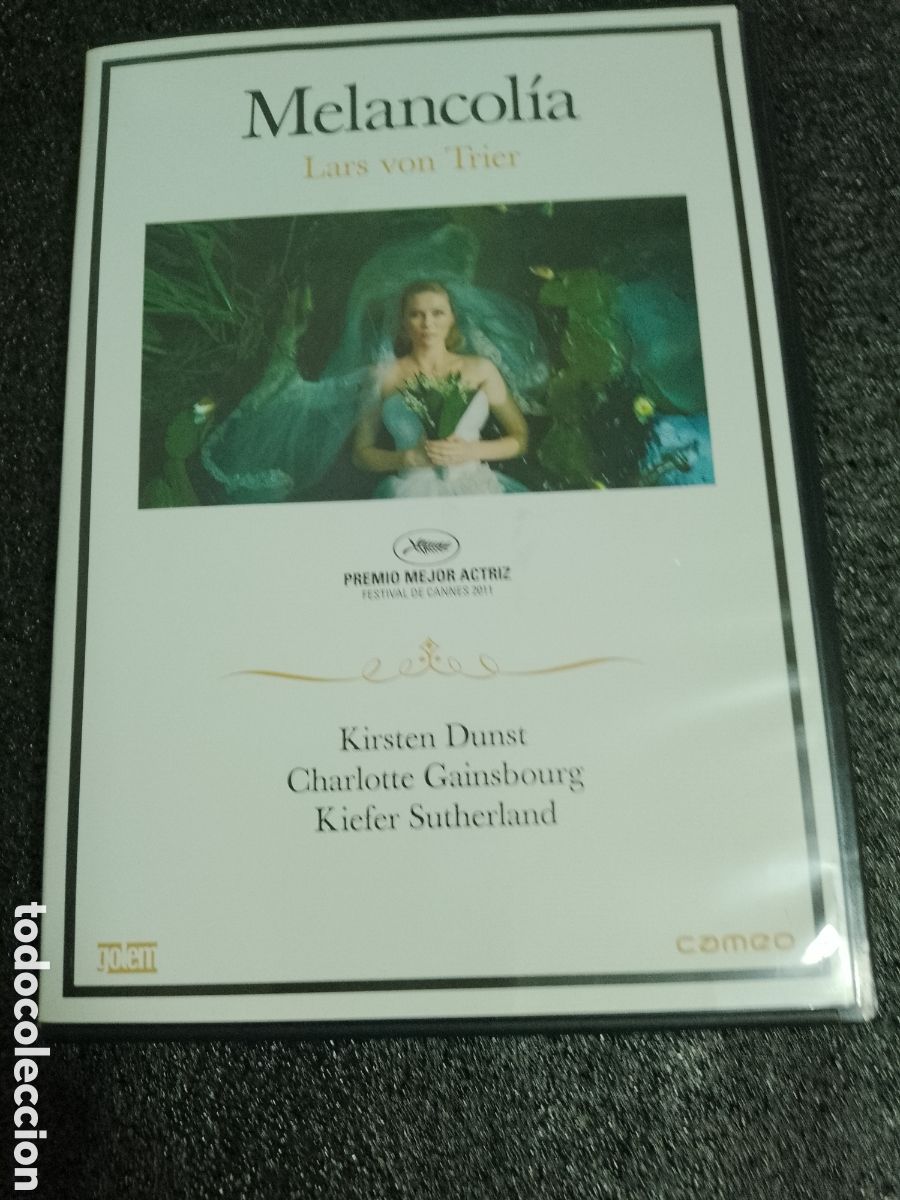 Melancolía
Lars von Trier
PREMIO MEJOR ACTRIZ
FESTIVAL DE CANNES 2011
Kirsten Dunst
Charlotte Gainsbourg
Kiefer Sutherland
golem
cameo
todocoleccion